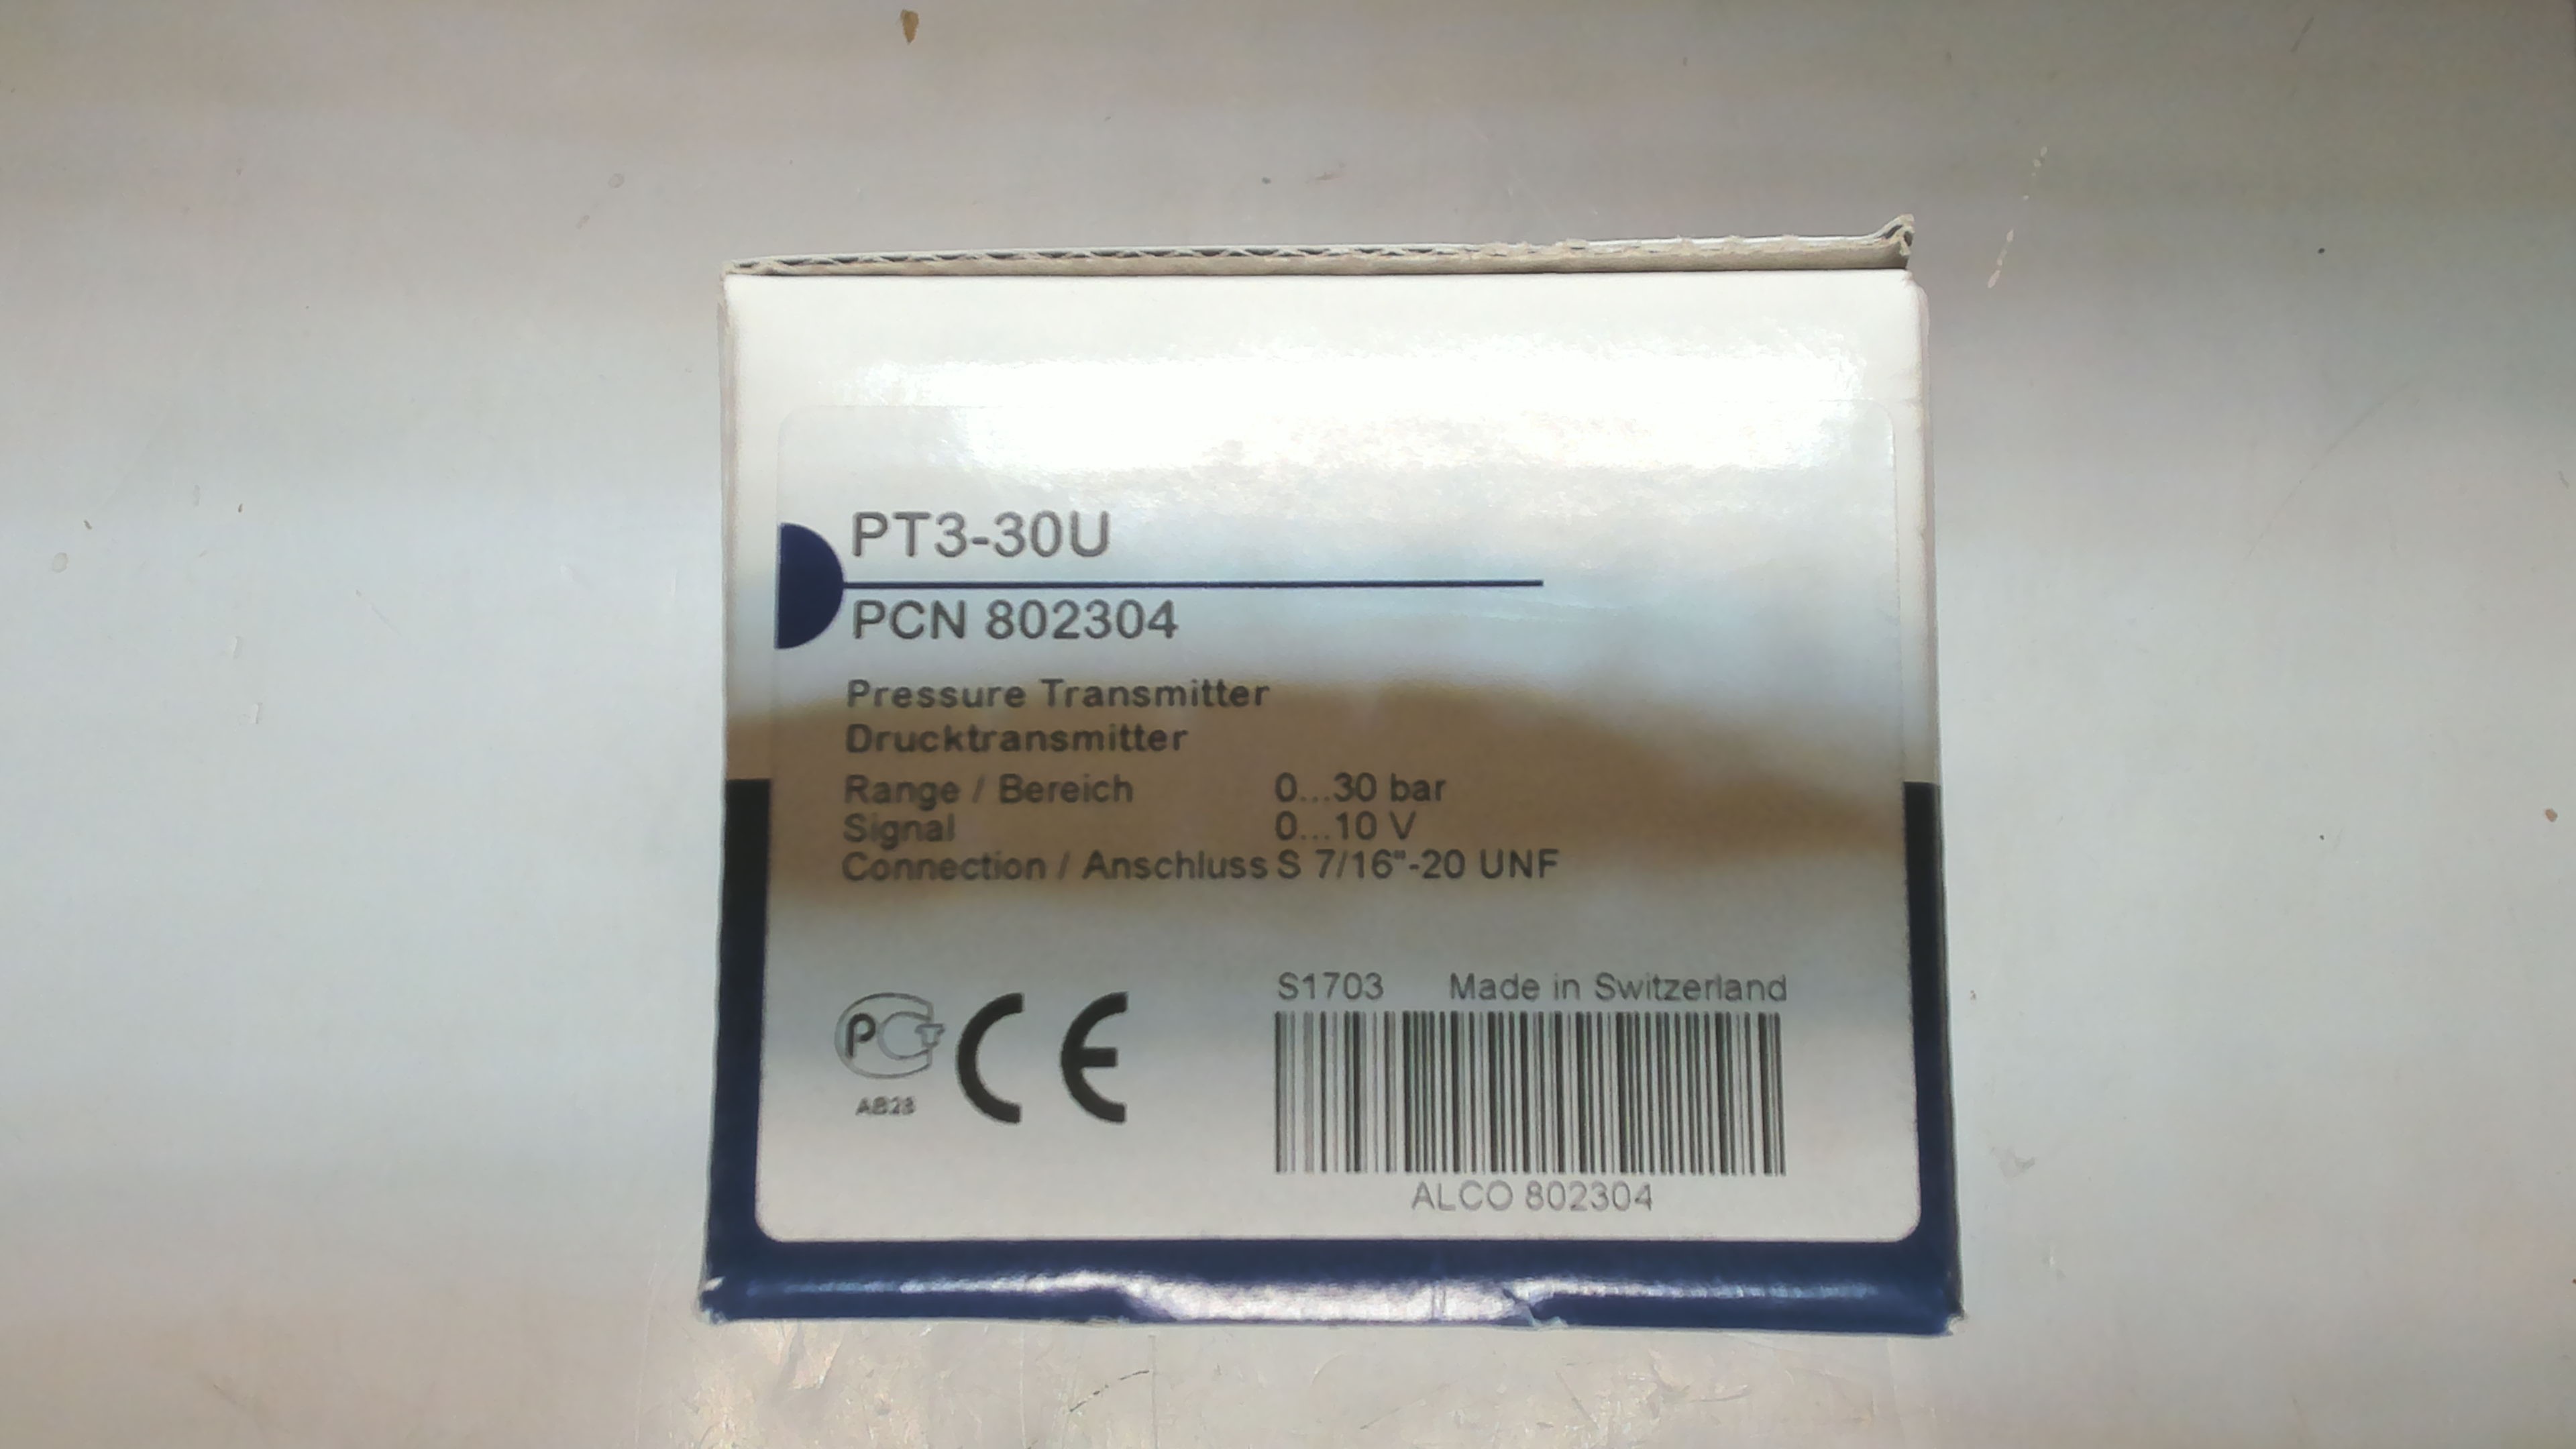 PT3-30U
PCN 802304
Pressure Transmitter
Drucktransmitter
Range / Bereich 0...30 bar
Signal 0...10 V
Connection / Anschluss S 7/16"-20 UNF
S1703 Made in Switzerland
PCT CE
AB28
ALCO 802304